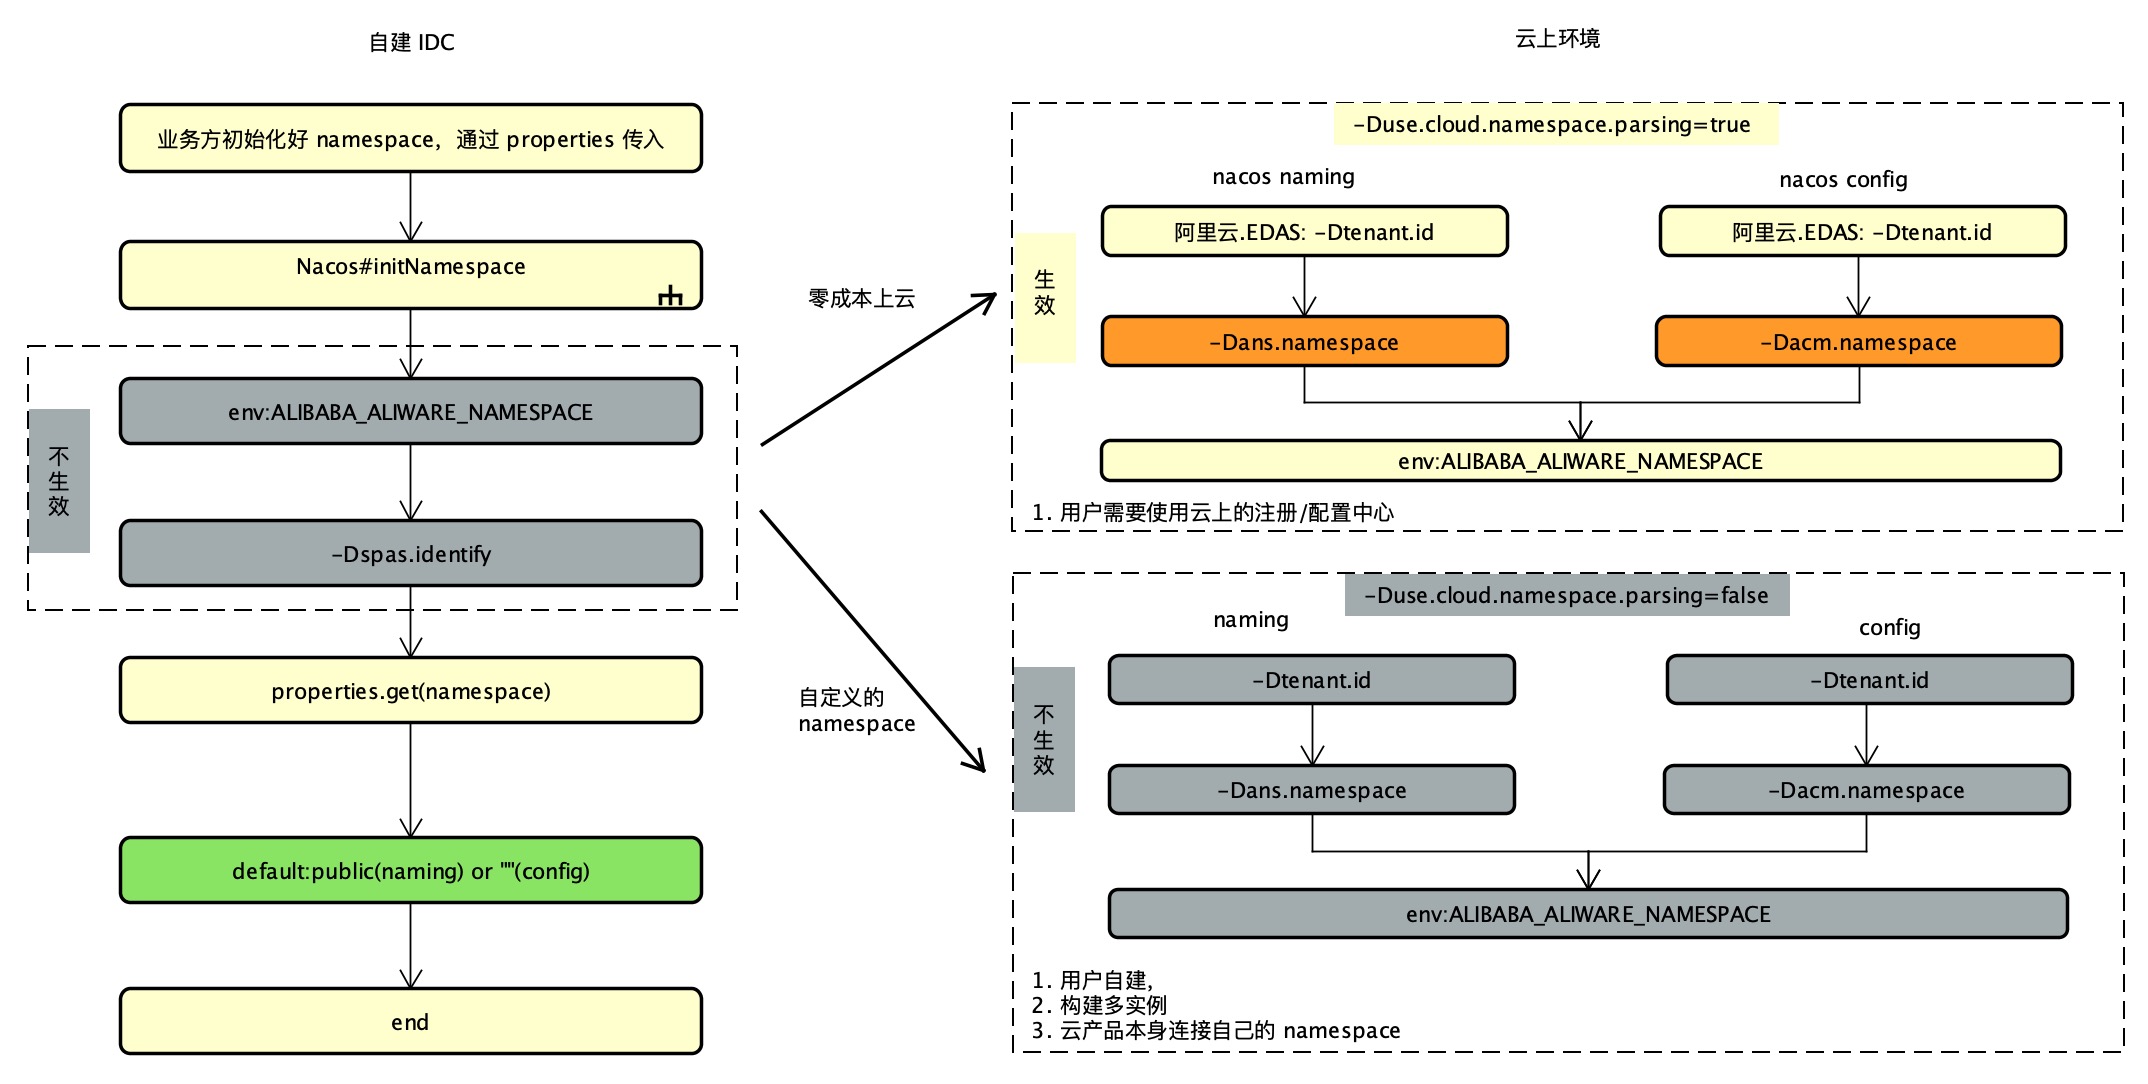 自建 IDC
业务方初始化好 namespace，通过 properties 传入
Nacos#initNamespace
不
生
效
env:ALIBABA_ALIWARE_NAMESPACE
-Dspas.identify
properties.get(namespace)
default:public(naming) or ""(config)
end
零成本上云
自定义的
namespace
云上环境
-Duse.cloud.namespace.parsing=true
nacos naming
nacos config
生
效
阿里云.EDAS: -Dtenant.id
阿里云.EDAS: -Dtenant.id
-Dans.namespace
-Dacm.namespace
env:ALIBABA_ALIWARE_NAMESPACE
1. 用户需要使用云上的注册/配置中心
-Duse.cloud.namespace.parsing=false
naming
config
不
生
效
-Dtenant.id
-Dtenant.id
-Dans.namespace
-Dacm.namespace
env:ALIBABA_ALIWARE_NAMESPACE
1. 用户自建，
2. 构建多实例
3. 云产品本身连接自己的 namespace